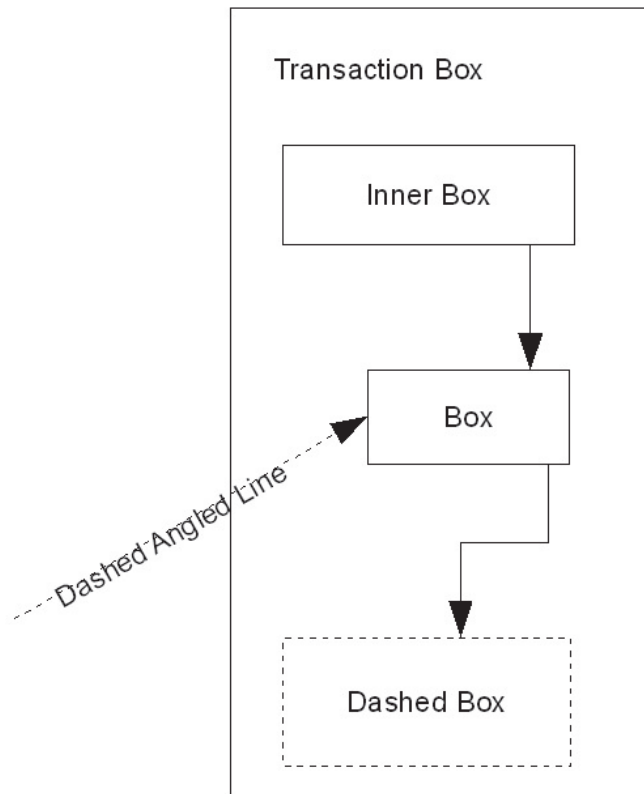 Transaction Box
Inner Box
Box
Dashed Angled Line
Dashed Box